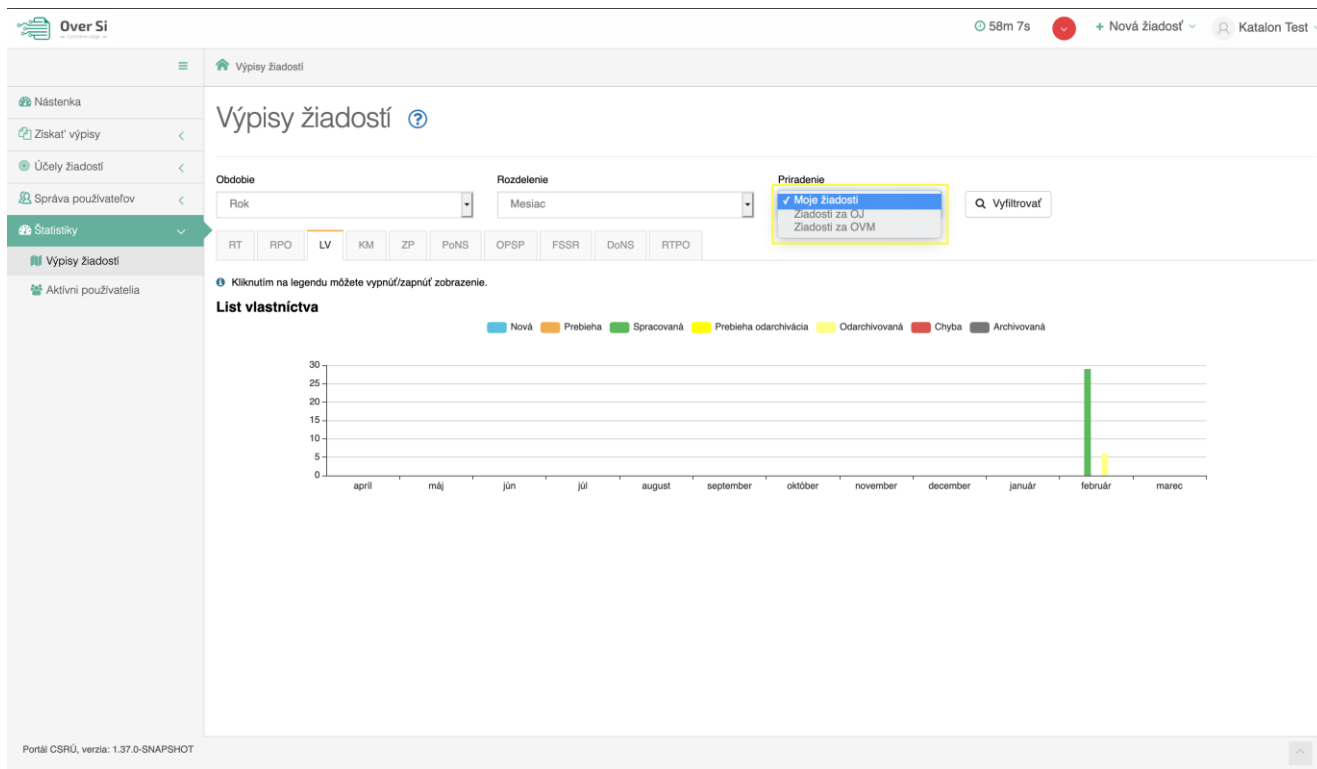 Over Si
58m 7s
+ Nová žiadosť
Katalon Test
Výpisy žiadostí
Nástenka
Získať výpisy
Účely žiadostí
Správa používateľov
Štatistiky
Výpisy žiadostí
Aktívni používatelia
Výpisy žiadostí
Obdobie Rozdelenie Priradenie
Rok Mesiac
✓ Moje žiadosti
Žiadosti za OJ
Žiadosti za OVM
Vyfiltrovať
RT RPO LV KM ZP PoNS OPSP FSSR DoNS RTPO
Kliknutím na legendu môžete vypnúť/zapnúť zobrazenie.
List vlastníctva
Nová Prebieha Spracovaná Prebieha odarchivácia Odarchivovaná Chyba Archivovaná
30
25
20
15
10
5
0
apríl máj jún júl august september október november december január február marec
Portál CSRÚ, verzia: 1.37.0-SNAPSHOT